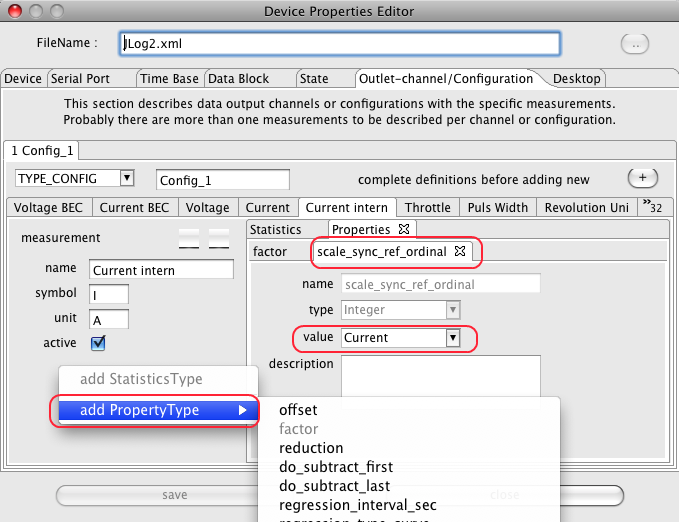 Device Properties Editor
FileName :
JLog2.xml
..
Device Serial Port Time Base Data Block State Outlet-channel/Configuration Desktop
This section describes data output channels or configurations with the specific measurements.
Probably there are more than one measurements to be described per channel or configuration.
1 Config_1
TYPE_CONFIG Config_1 complete definitions before adding new +
Voltage BEC Current BEC Voltage Current Current intern Throttle Puls Width Revolution Uni »32
measurement
name Current intern
symbol I
unit A
active
Statistics Properties
factor scale_sync_ref_ordinal
name scale_sync_ref_ordinal
type Integer
value Current
description
add StatisticsType
add PropertyType
offset
factor
reduction
do_subtract_first
do_subtract_last
regression_interval_sec
regression_type_curve
save close